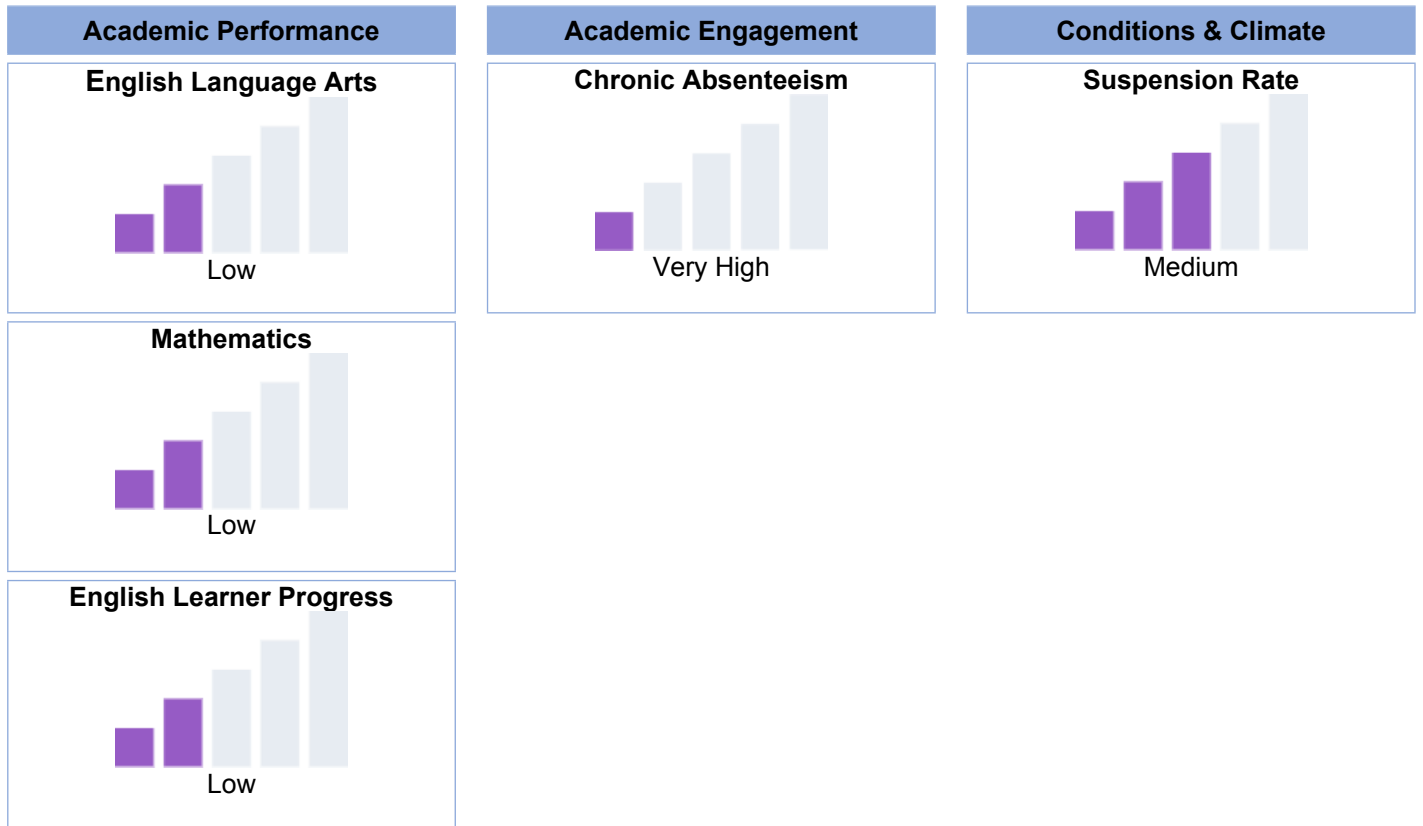 Academic Performance
Academic Engagement
Conditions & Climate
English Language Arts
Low
Chronic Absenteeism
Very High
Suspension Rate
Medium
Mathematics
Low
English Learner Progress
Low